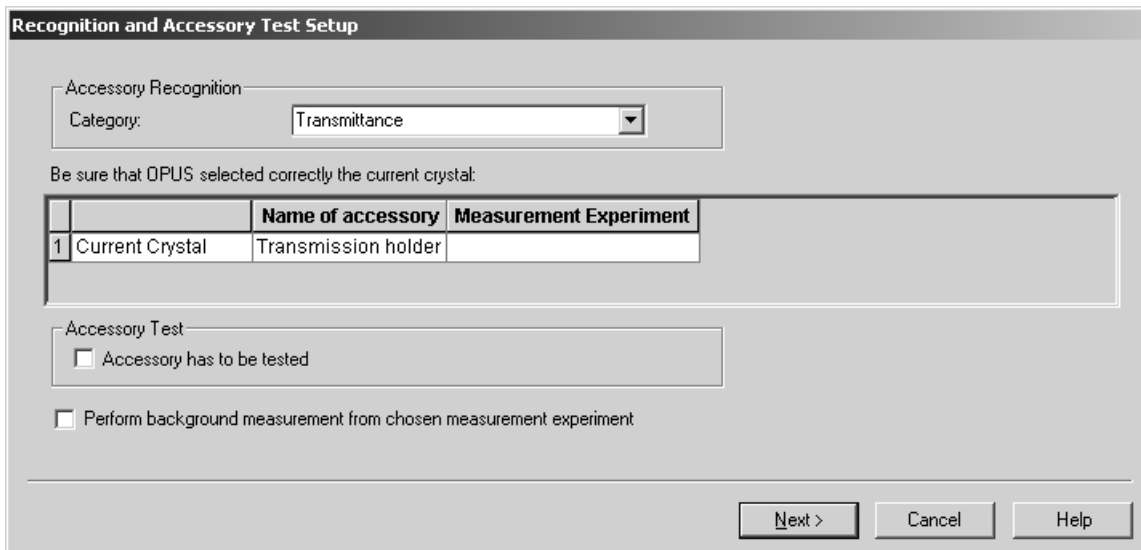 Recognition and Accessory Test Setup
Accessory Recognition
Category: Transmittance
Be sure that OPUS selected correctly the current crystal:
Name of accessory Measurement Experiment
1 Current Crystal Transmission holder
Accessory Test
Accessory has to be tested
Perform background measurement from chosen measurement experiment
Next > Cancel Help